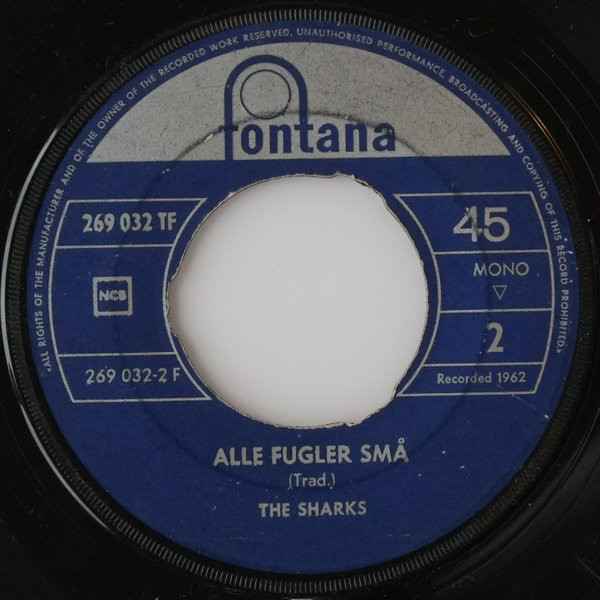 "ALL RIGHTS OF THE MANUFACTURER AND OF THE OWNER OF THE RECORDED WORK RESERVED, UNAUTHORISED PERFORMANCE, BROADCASTING AND COPYING OF THIS RECORD PROHIBITED"
fontana
269 032 TF
45
MONO
NCB
2
269 032-2 F
Recorded 1962
ALLE FUGLER SMÅ
(Trad.)
THE SHARKS